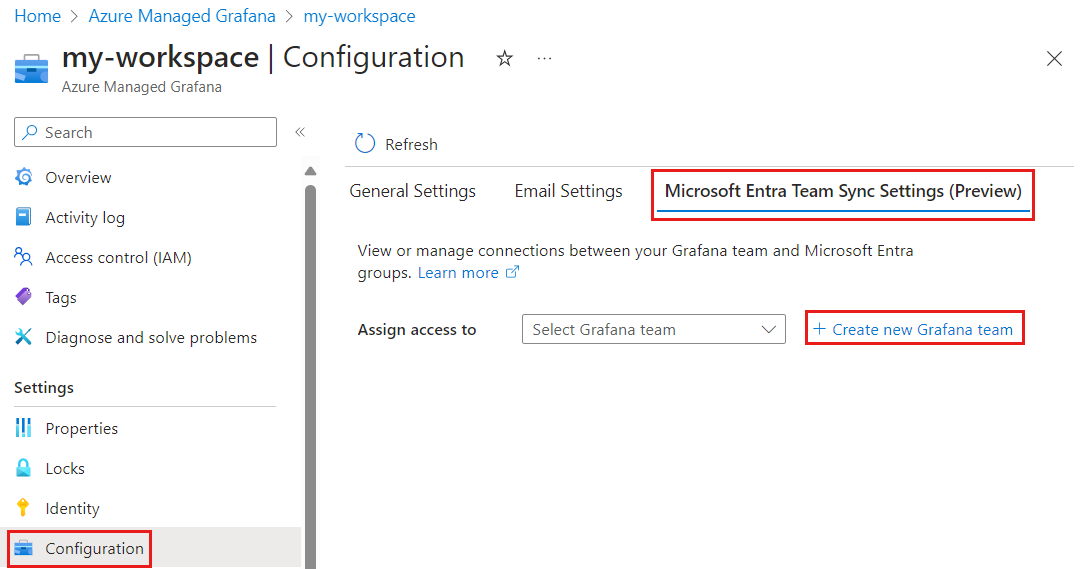 Home > Azure Managed Grafana > my-workspace
my-workspace | Configuration
Azure Managed Grafana
Search
Overview
Activity log
Access control (IAM)
Tags
Diagnose and solve problems
Settings
Properties
Locks
Identity
Configuration
Refresh
General Settings
Email Settings
Microsoft Entra Team Sync Settings (Preview)
View or manage connections between your Grafana team and Microsoft Entra
groups. Learn more
Assign access to
Select Grafana team
+ Create new Grafana team